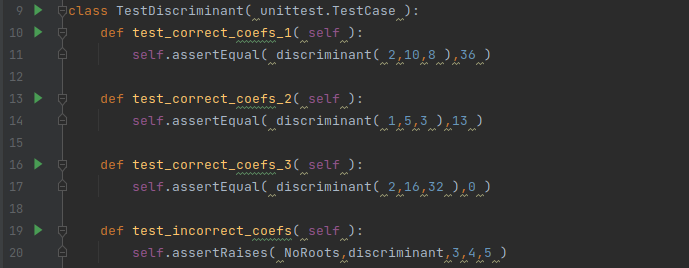 9 class TestDiscriminant( unittest.TestCase ):
10 def test_correct_coefs_1( self ):
11 self.assertEqual( discriminant( 2,10,8 ),36 )
12
13 def test_correct_coefs_2( self ):
14 self.assertEqual( discriminant( 1,5,3 ),13 )
15
16 def test_correct_coefs_3( self ):
17 self.assertEqual( discriminant( 2,16,32 ),0 )
18
19 def test_incorrect_coefs( self ):
20 self.assertRaises( NoRoots,discriminant,3,4,5 )